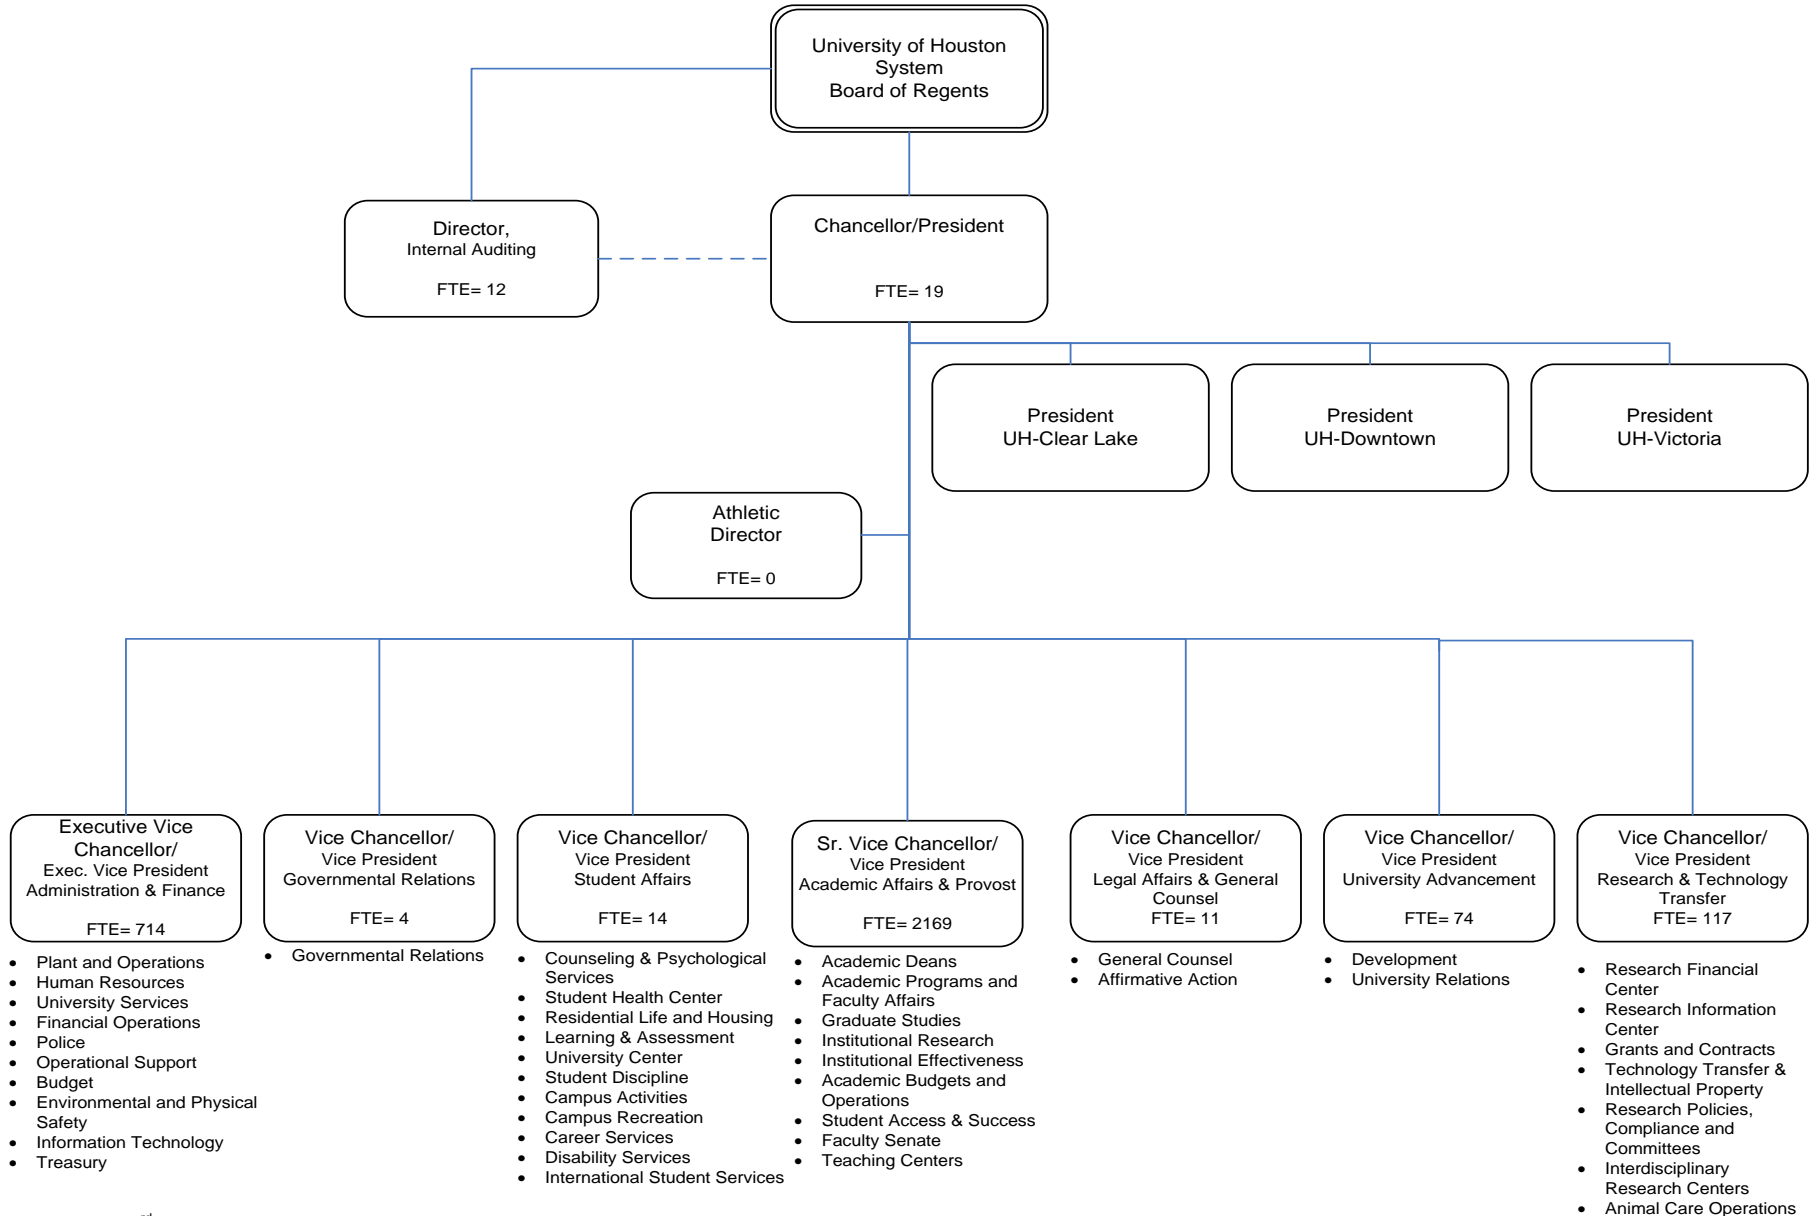 University of Houston
System
Board of Regents
Director,
Internal Auditing
FTE= 12
Chancellor/President
FTE= 19
President
UH-Clear Lake
President
UH-Downtown
President
UH-Victoria
Athletic
Director
FTE= 0
Executive Vice
Chancellor/
Exec. Vice President
Administration & Finance
FTE= 714
• Plant and Operations
• Human Resources
• University Services
• Financial Operations
• Police
• Operational Support
• Budget
• Environmental and Physical
Safety
• Information Technology
• Treasury
Vice Chancellor/
Vice President
Governmental Relations
FTE= 4
• Governmental Relations
Vice Chancellor/
Vice President
Student Affairs
FTE= 14
• Counseling & Psychological
Services
• Student Health Center
• Residential Life and Housing
• Learning & Assessment
• University Center
• Student Discipline
• Campus Activities
• Campus Recreation
• Career Services
• Disability Services
• International Student Services
Sr. Vice Chancellor/
Vice President
Academic Affairs & Provost
FTE= 2169
• Academic Deans
• Academic Programs and
Faculty Affairs
• Graduate Studies
• Institutional Research
• Institutional Effectiveness
• Academic Budgets and
Operations
• Student Access & Success
• Faculty Senate
• Teaching Centers
Vice Chancellor/
Vice President
Legal Affairs & General
Counsel
FTE= 11
• General Counsel
• Affirmative Action
Vice Chancellor/
Vice President
University Advancement
FTE= 74
• Development
• University Relations
Vice Chancellor/
Vice President
Research & Technology
Transfer
FTE= 117
• Research Financial
Center
• Research Information
Center
• Grants and Contracts
• Technology Transfer &
Intellectual Property
• Research Policies,
Compliance and
Committees
• Interdisciplinary
Research Centers
• Animal Care Operations